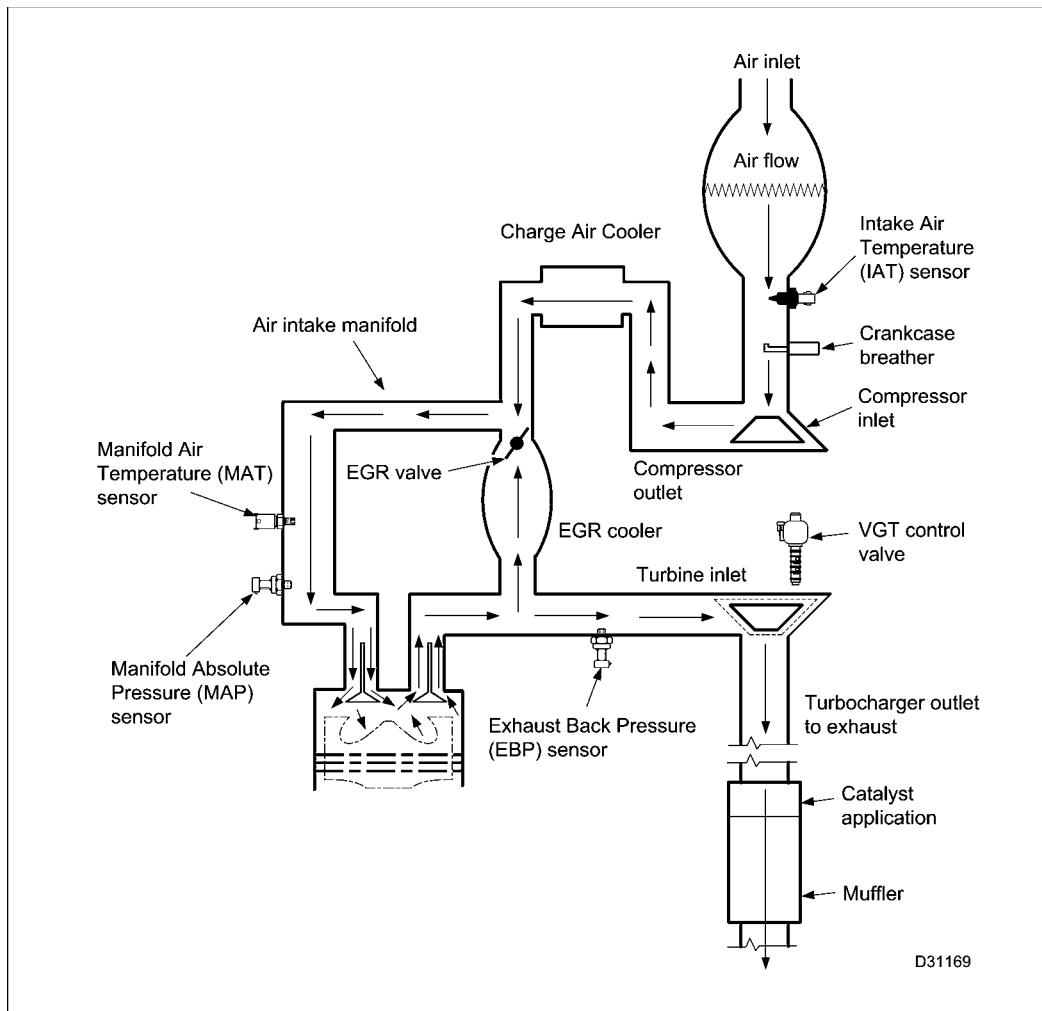 Air inlet
Air flow
Charge Air Cooler
Intake Air
Temperature
(IAT) sensor
Air intake manifold
Crankcase
breather
Compressor
inlet
Manifold Air
Temperature (MAT)
sensor
EGR valve
Compressor
outlet
EGR cooler
VGT control
valve
Turbine inlet
Manifold Absolute
Pressure (MAP)
sensor
Exhaust Back Pressure
(EBP) sensor
Turbocharger outlet
to exhaust
Catalyst
application
Muffler
D31169